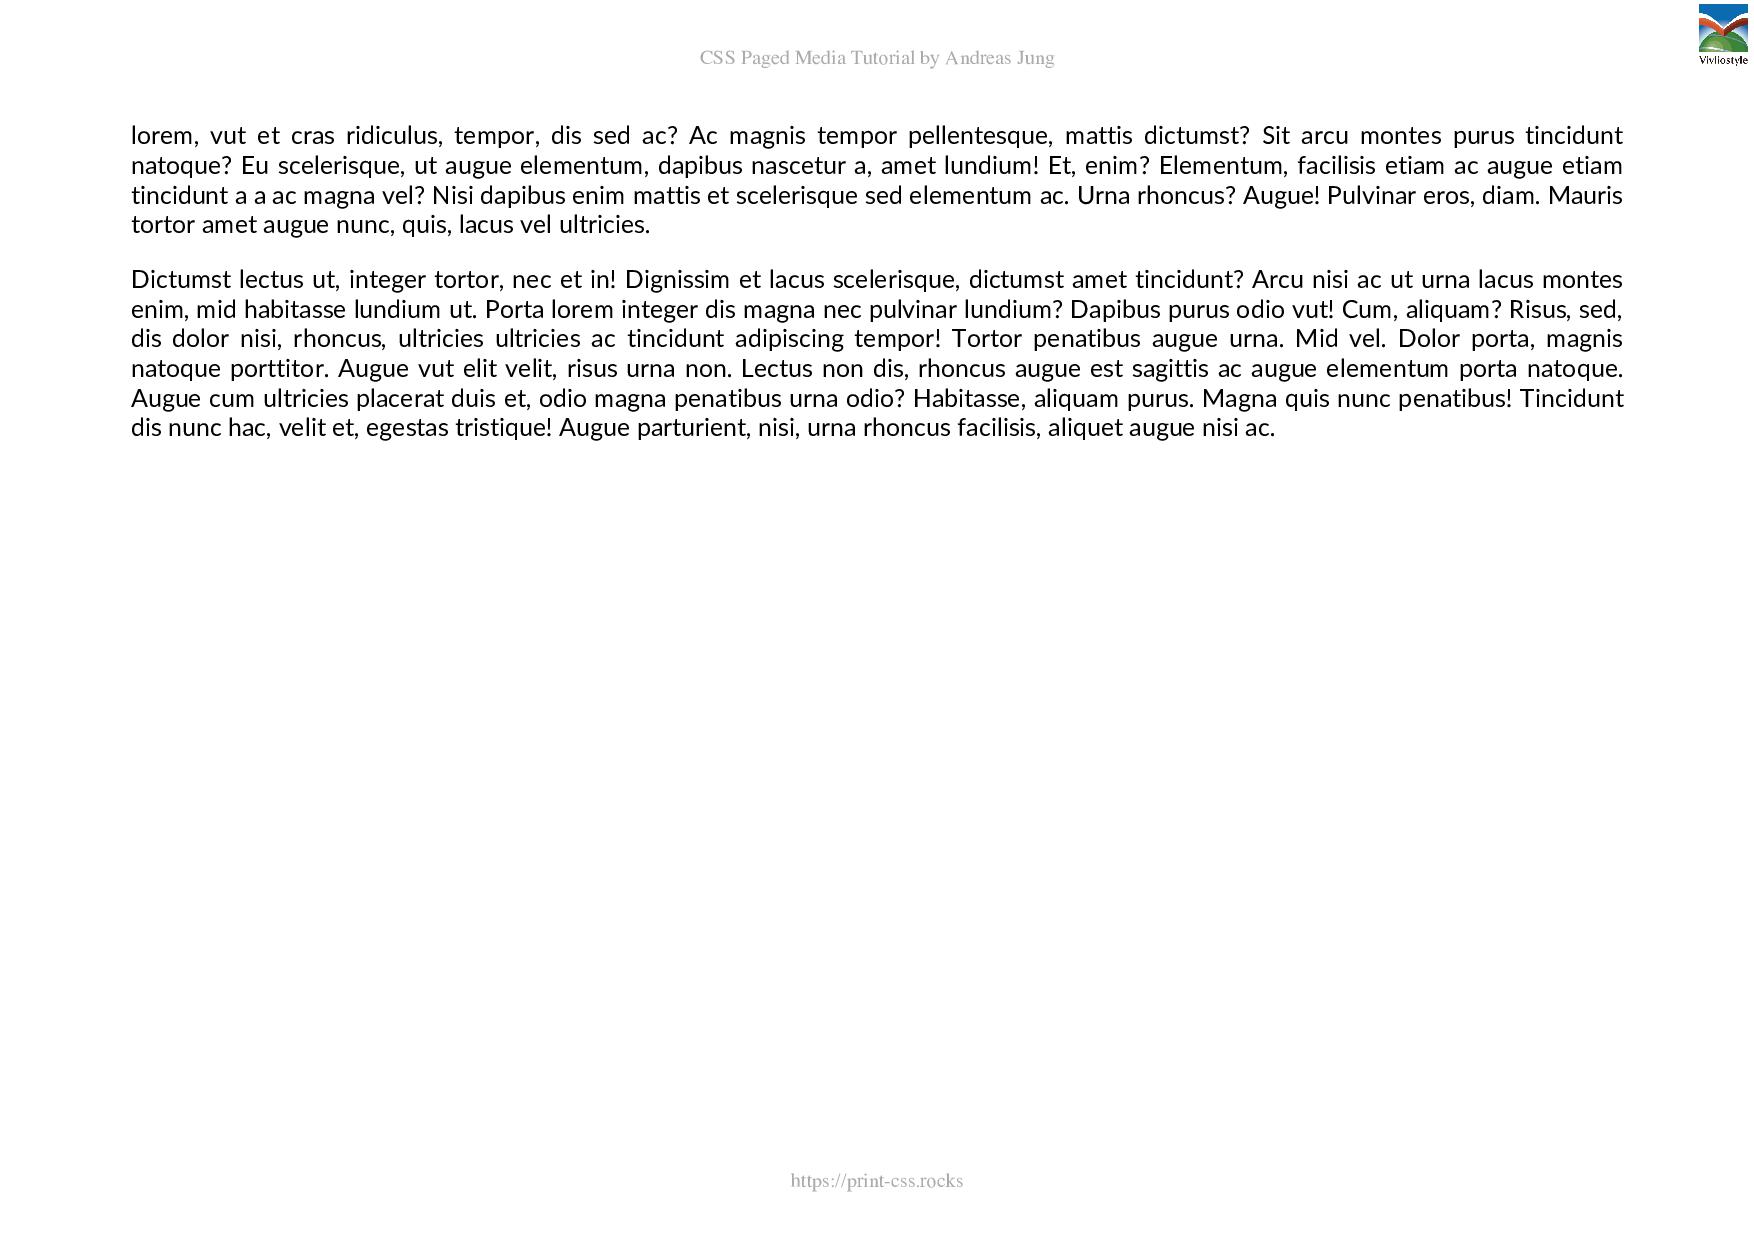 CSS Paged Media Tutorial by Andreas Jung
Vivliostyle
lorem, vut et cras ridiculus, tempor, dis sed ac? Ac magnis tempor pellentesque, mattis dictumst? Sit arcu montes purus tincidunt
natoque? Eu scelerisque, ut augue elementum, dapibus nascetur a, amet lundium! Et, enim? Elementum, facilisis etiam ac augue etiam
tincidunt a a ac magna vel? Nisi dapibus enim mattis et scelerisque sed elementum ac. Urna rhoncus? Augue! Pulvinar eros, diam. Mauris
tortor amet augue nunc, quis, lacus vel ultricies.
Dictumst lectus ut, integer tortor, nec et in! Dignissim et lacus scelerisque, dictumst amet tincidunt? Arcu nisi ac ut urna lacus montes
enim, mid habitasse lundium ut. Porta lorem integer dis magna nec pulvinar lundium? Dapibus purus odio vut! Cum, aliquam? Risus, sed,
dis dolor nisi, rhoncus, ultricies ultricies ac tincidunt adipiscing tempor! Tortor penatibus augue urna. Mid vel. Dolor porta, magnis
natoque porttitor. Augue vut elit velit, risus urna non. Lectus non dis, rhoncus augue est sagittis ac augue elementum porta natoque.
Augue cum ultricies placerat duis et, odio magna penatibus urna odio? Habitasse, aliquam purus. Magna quis nunc penatibus! Tincidunt
dis nunc hac, velit et, egestas tristique! Augue parturient, nisi, urna rhoncus facilisis, aliquet augue nisi ac.
https://print-css.rocks